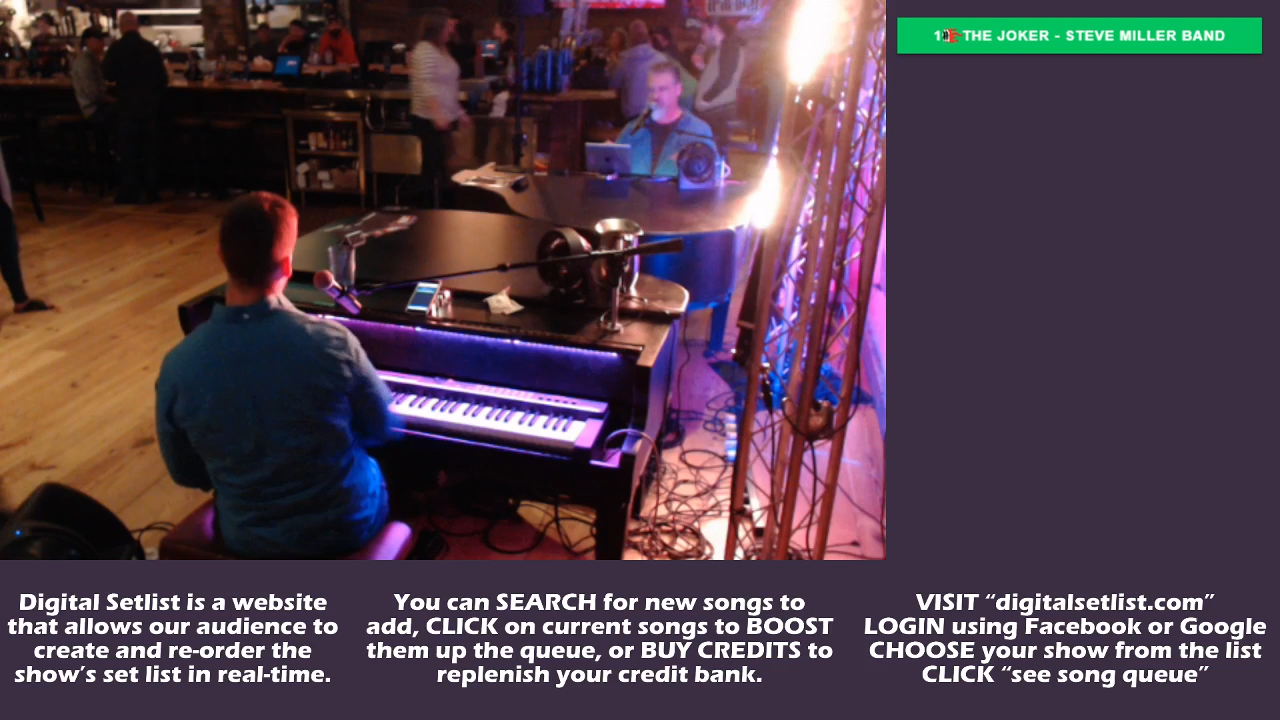 THE JOKER - STEVE MILLER BAND
Digital Setlist is a website
that allows our audience to
create and re-order the
show's set list in real-time.
You can SEARCH for new songs to
add, CLICK on current songs to BOOST
them up the queue, or BUY CREDITS to
replenish your credit bank.
VISIT “digitalsetlist.com”
LOGIN using Facebook or Google
CHOOSE your show from the list
CLICK “see song queue”